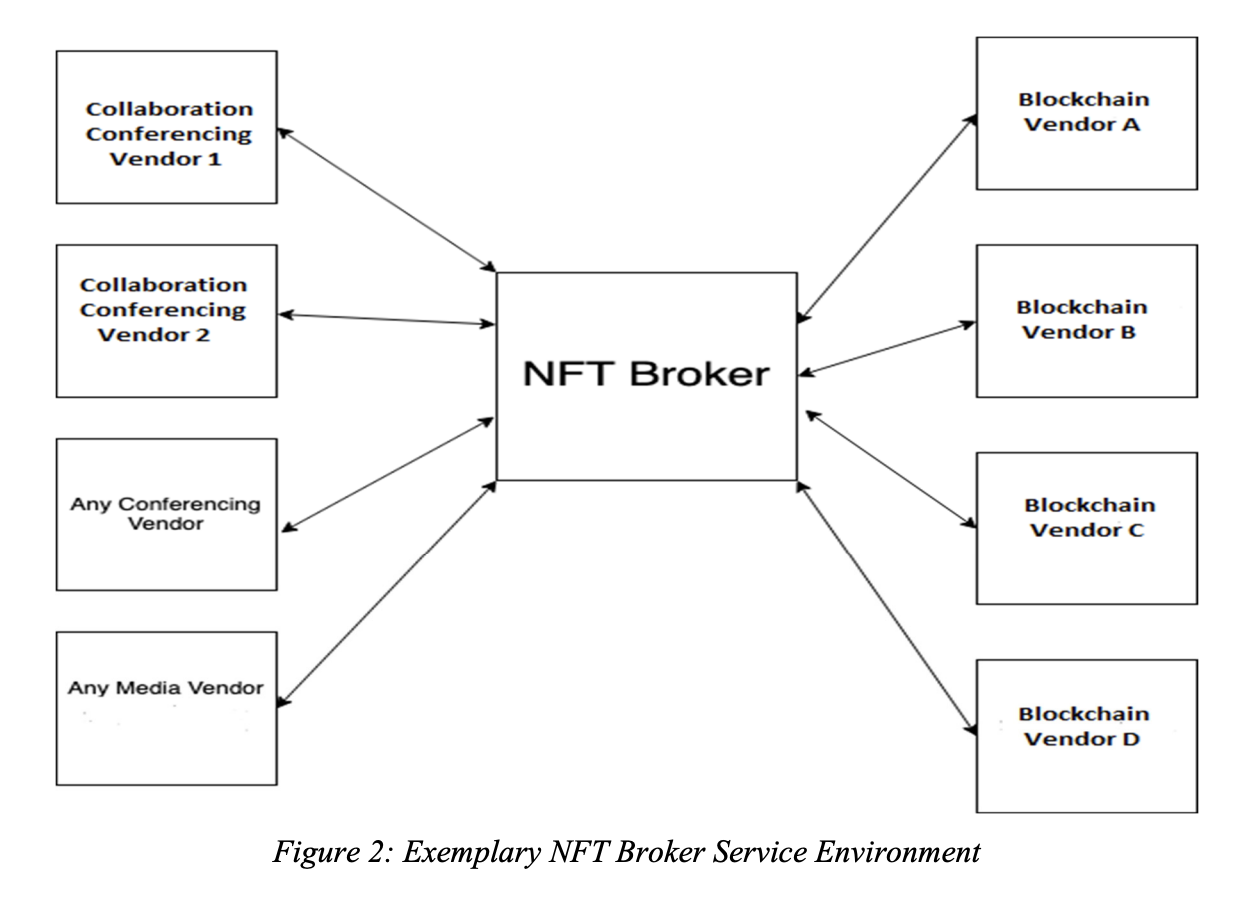 Collaboration
Conferencing
Vendor 1
Collaboration
Conferencing
Vendor 2
Any Conferencing
Vendor
Any Media Vendor
NFT Broker
Blockchain
Vendor A
Blockchain
Vendor B
Blockchain
Vendor C
Blockchain
Vendor D
Figure 2: Exemplary NFT Broker Service Environment